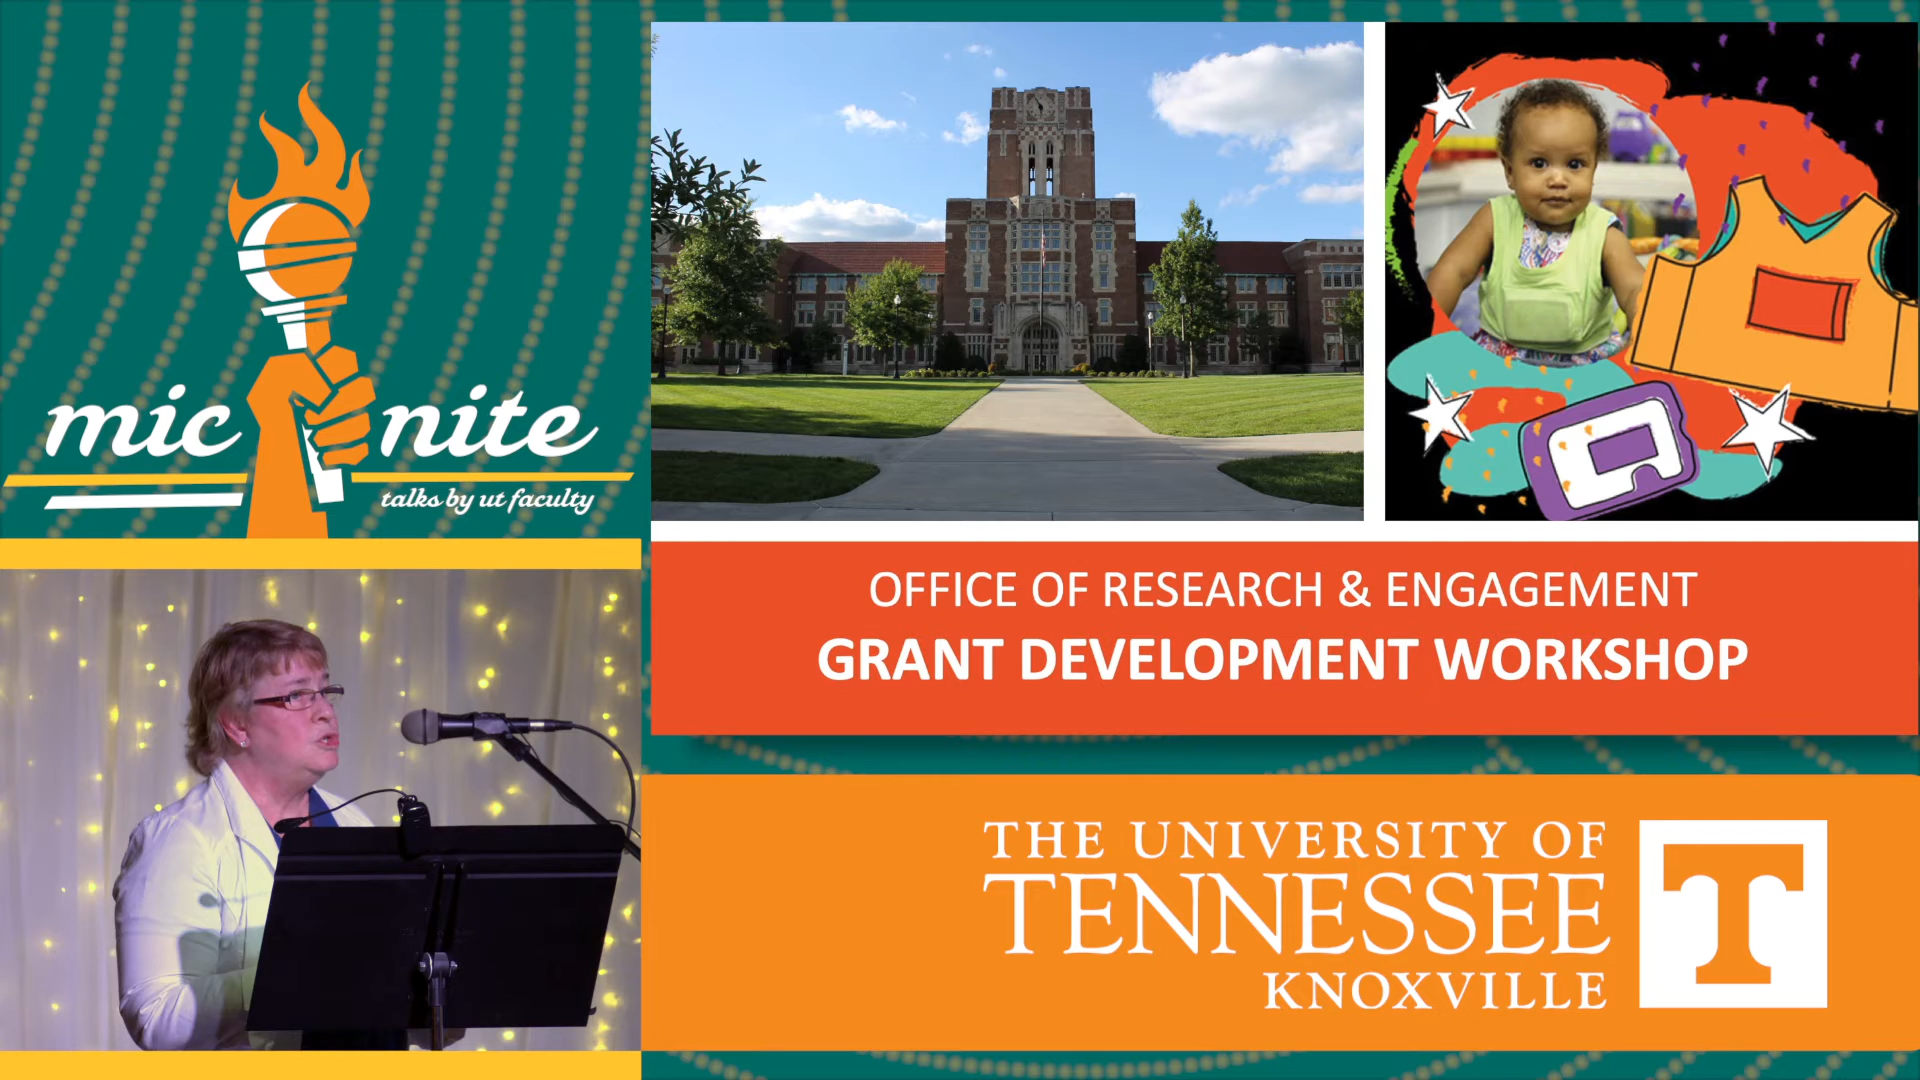 mic nite
talks by ut faculty
OFFICE OF RESEARCH & ENGAGEMENT
GRANT DEVELOPMENT WORKSHOP
THE UNIVERSITY OF
TENNESSEE
KNOXVILLE
T